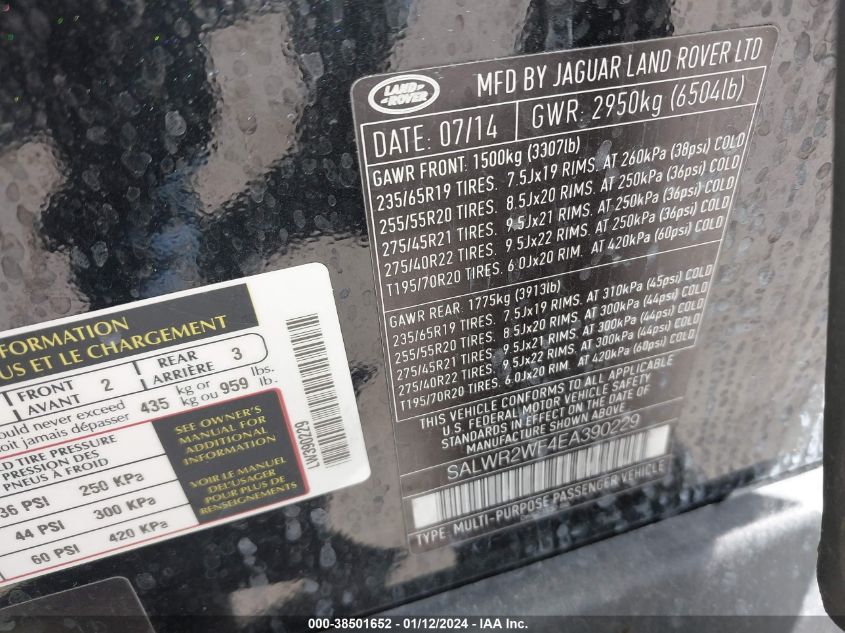 LAND-
-ROVER
MFD BY JAGUAR LAND ROVER LTD
DATE: 07/14
GWR: 2950kg (6504lb)
GAWR FRONT: 1500kg (3307lb)
235/65R19 TIRES. 7.5Jx19 RIMS. AT 260kPa (38psi) COLD
255/55R20 TIRES. 8.5Jx20 RIMS. AT 250kPa (36psi) COLD
275/45R21 TIRES. 9.5Jx21 RIMS. AT 250kPa (36psi) COLD
275/40R22 TIRES. 9.5Jx22 RIMS. AT 250kPa (36psi) COLD
T195/70R20 TIRES. 6.0Jx20 RIM. AT 420kPa (60psi) COLD
GAWR REAR: 1775kg (3913lb)
235/65R19 TIRES. 7.5Jx19 RIMS. AT 310kPa (45psi) COLD
255/55R20 TIRES. 8.5Jx20 RIMS. AT 300kPa (44psi) COLD
275/45R21 TIRES. 9.5Jx21 RIMS. AT 300kPa (44psi) COLD
275/40R22 TIRES. 9.5Jx22 RIMS. AT 300kPa (44psi) COLD
T195/70R20 TIRES. 6.0Jx20 RIM. AT 420kPa (60psi) COLD
THIS VEHICLE CONFORMS TO ALL APPLICABLE
U.S. FEDERAL MOTOR VEHICLE SAFETY
STANDARDS IN EFFECT ON THE DATE OF
MANUFACTURE SHOWN ABOVE.
SALWR2WF4EA390229
TYPE: MULTI-PURPOSE PASSENGER VEHICLE
FORMATION
US ET LE CHARGEMENT
FRONT 2
AVANT
REAR 3
ARRIÈRE
ould never exceed
oit jamais dépasser
435 kg or
kg ou 959 lbs.
lb.
D TIRE PRESSURE
PRESSION DES
PNEUS À FROID
36 PSI 250 KPa
44 PSI 300 KPa
60 PSI 420 KPa
SEE OWNER'S
MANUAL FOR
ADDITIONAL
INFORMATION
VOIR LE MANUEL
DE L'USAGER
POUR PLUS DE
RENSEIGNEMENTS
LW390229
000-38501652 - 01/12/2024 - IAA Inc.